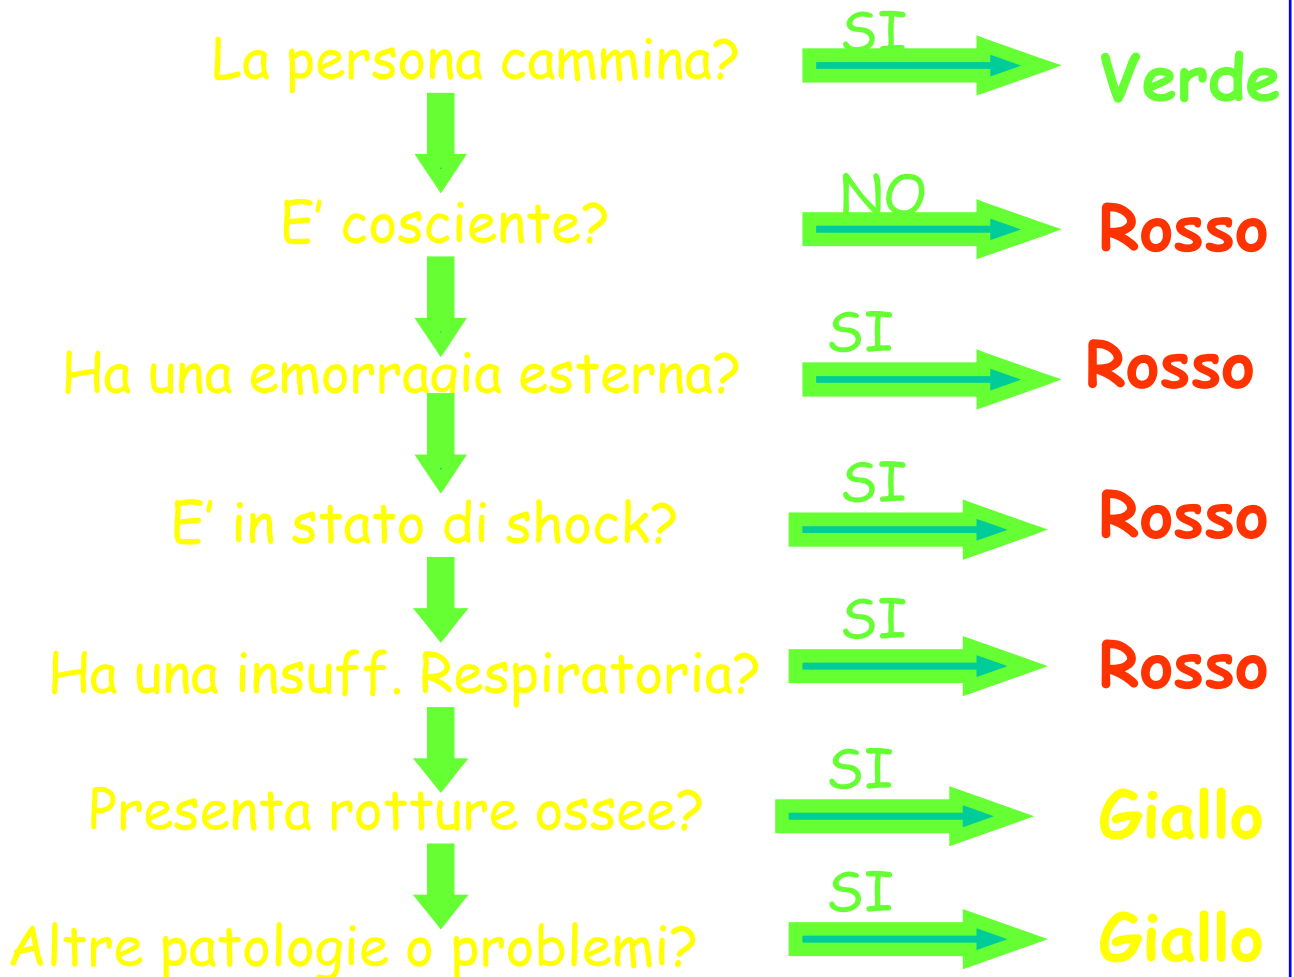 La persona cammina? SI Verde
E' cosciente? NO Rosso
Ha una emorragia esterna? SI Rosso
E' in stato di shock? SI Rosso
Ha una insuff. Respiratoria? SI Rosso
Presenta rotture ossee? SI Giallo
Altre patologie o problemi? SI Giallo